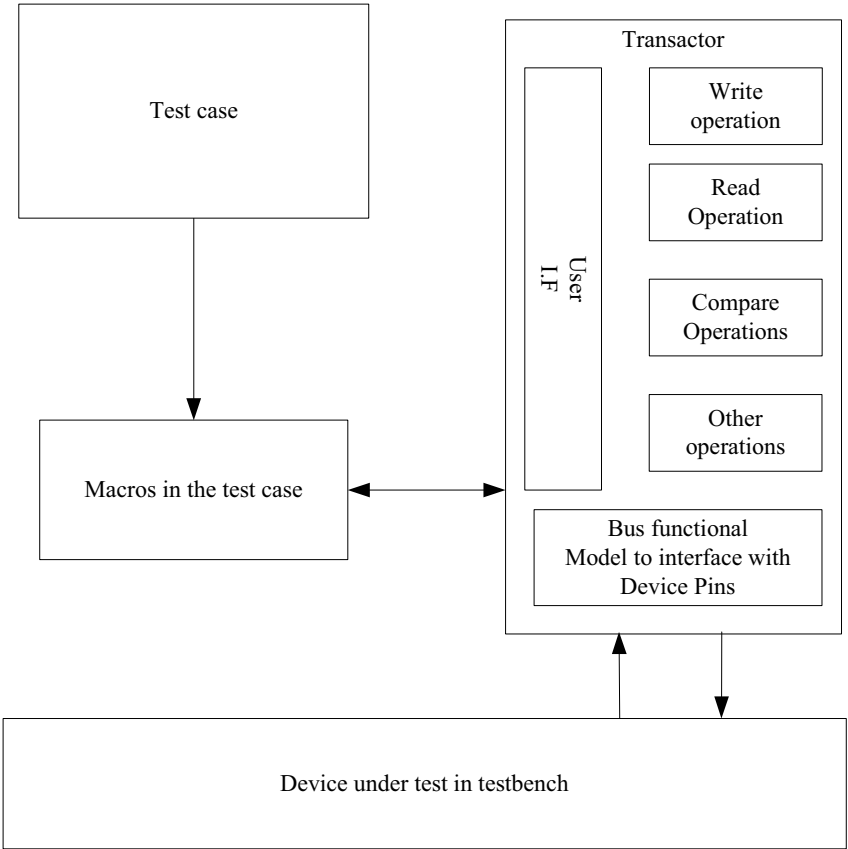 Test case
Transactor
Write
operation
Read
Operation
User
I.F
Compare
Operations
Other
operations
Macros in the test case
Bus functional
Model to interface with
Device Pins
Device under test in testbench